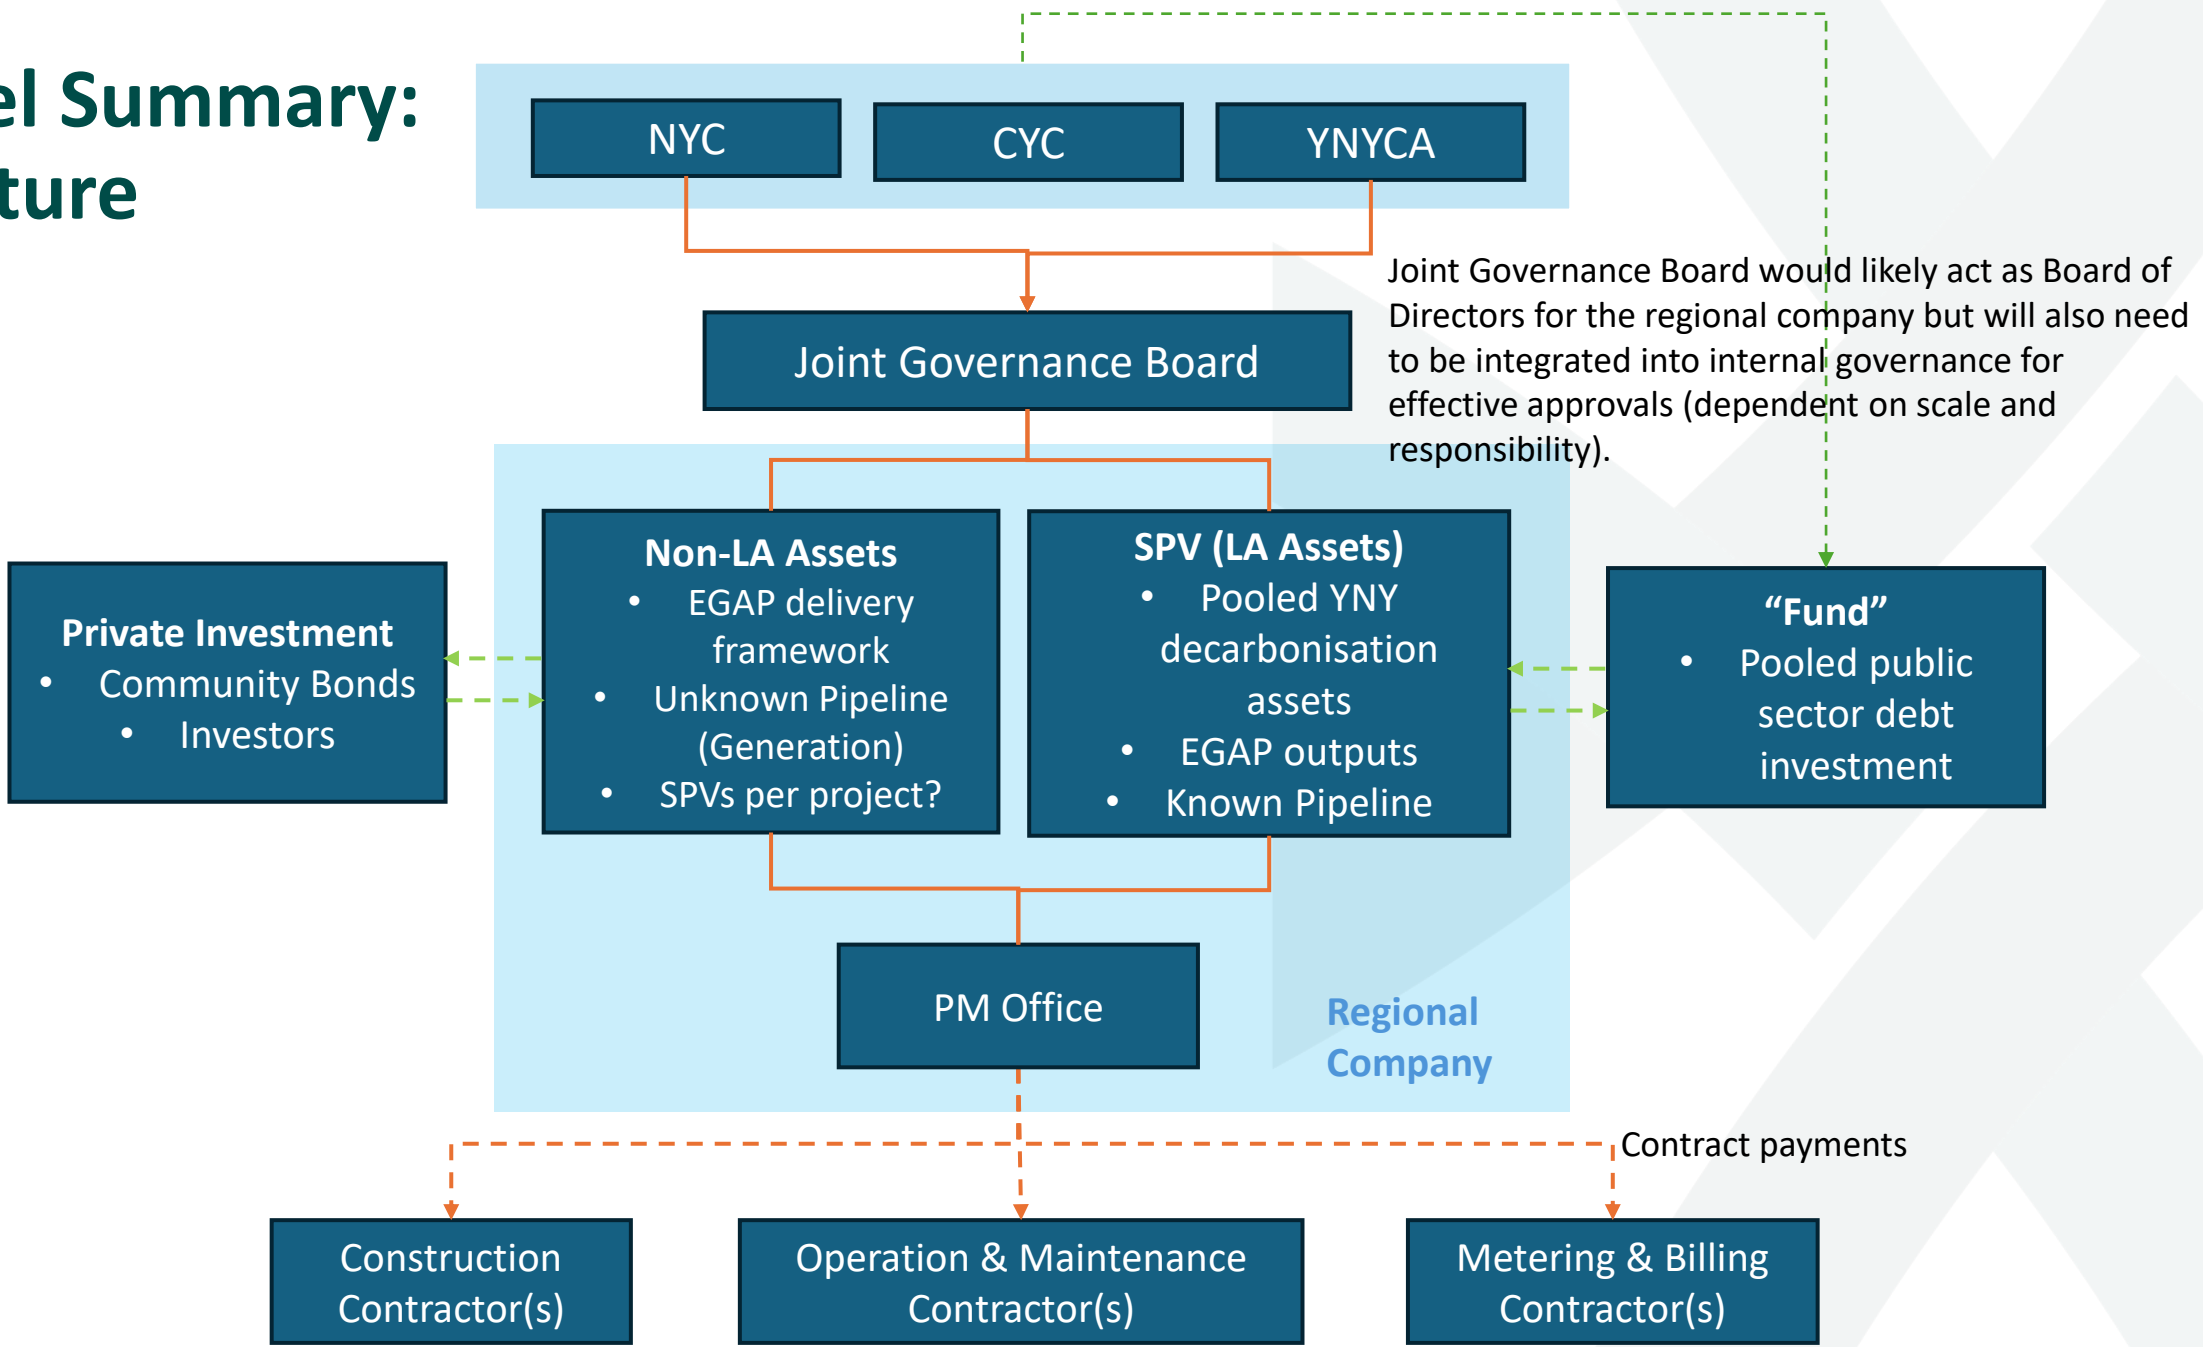 el Summary:
ture
NYC
CYC
YNYCA
Joint Governance Board would likely act as Board of
Directors for the regional company but will also need
to be integrated into internal governance for
effective approvals (dependent on scale and
responsibility).
Joint Governance Board
Private Investment
• Community Bonds
• Investors
Non-LA Assets
• EGAP delivery
framework
• Unknown Pipeline
(Generation)
• SPVs per project?
SPV (LA Assets)
• Pooled YNY
decarbonisation
assets
• EGAP outputs
• Known Pipeline
“Fund”
• Pooled public
sector debt
investment
PM Office
Regional
Company
Contract payments
Construction
Contractor(s)
Operation & Maintenance
Contractor(s)
Metering & Billing
Contractor(s)